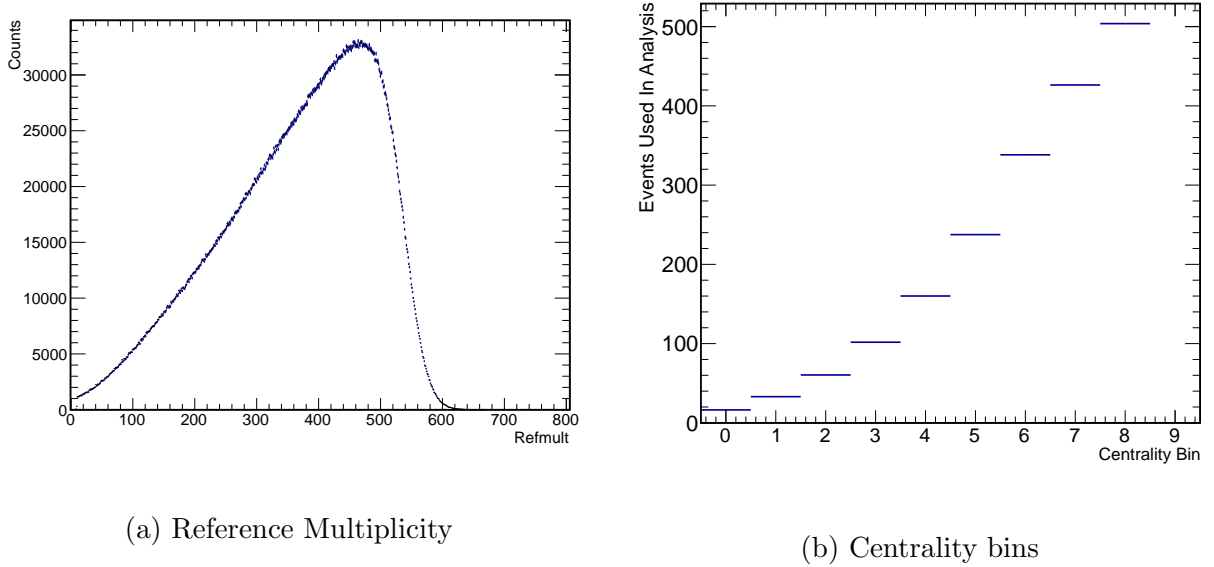 Counts
30000
25000
20000
15000
10000
5000
0
0 100 200 300 400 500 600 700 800
Refmult
(a) Reference Multiplicity
Events Used In Analysis
500
400
300
200
100
0
0 1 2 3 4 5 6 7 8 9
Centrality Bin
(b) Centrality bins